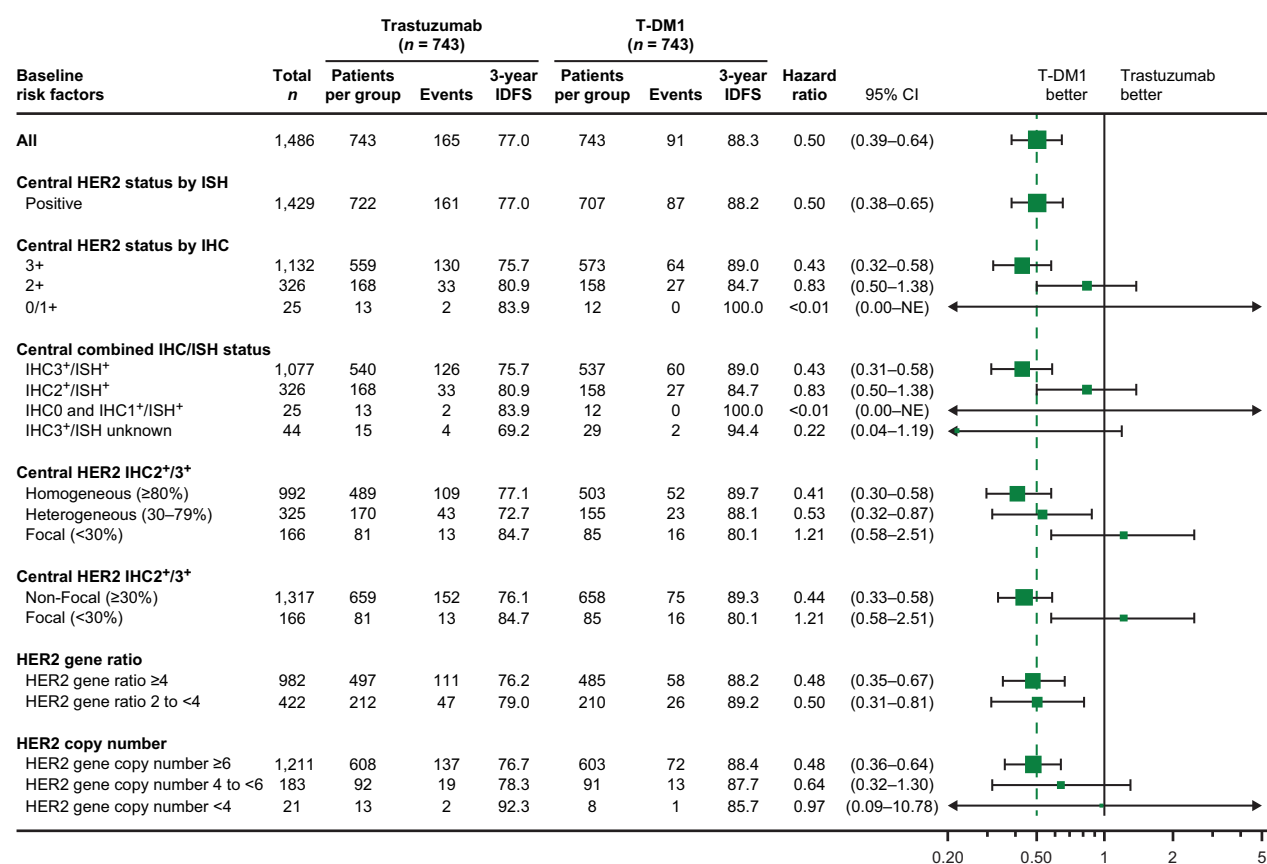 Trastuzumab T-DM1
(n = 743) (n = 743)
Baseline Total Patients 3-year Patients 3-year Hazard T-DM1 Trastuzumab
risk factors n per group Events IDFS per group Events IDFS ratio 95% CI better better
All 1,486 743 165 77.0 743 91 88.3 0.50 (0.39–0.64)
Central HER2 status by ISH
Positive 1,429 722 161 77.0 707 87 88.2 0.50 (0.38–0.65)
Central HER2 status by IHC
3+ 1,132 559 130 75.7 573 64 89.0 0.43 (0.32–0.58)
2+ 326 168 33 80.9 158 27 84.7 0.83 (0.50–1.38)
0/1+ 25 13 2 83.9 12 0 100.0 <0.01 (0.00–NE)
Central combined IHC/ISH status
IHC3⁺/ISH⁺ 1,077 540 126 75.7 537 60 89.0 0.43 (0.31–0.58)
IHC2⁺/ISH⁺ 326 168 33 80.9 158 27 84.7 0.83 (0.50–1.38)
IHC0 and IHC1⁺/ISH⁺ 25 13 2 83.9 12 0 100.0 <0.01 (0.00–NE)
IHC3⁺/ISH unknown 44 15 4 69.2 29 2 94.4 0.22 (0.04–1.19)
Central HER2 IHC2⁺/3⁺
Homogeneous (≥80%) 992 489 109 77.1 503 52 89.7 0.41 (0.30–0.58)
Heterogeneous (30–79%) 325 170 43 72.7 155 23 88.1 0.53 (0.32–0.87)
Focal (<30%) 166 81 13 84.7 85 16 80.1 1.21 (0.58–2.51)
Central HER2 IHC2⁺/3⁺
Non-Focal (≥30%) 1,317 659 152 76.1 658 75 89.3 0.44 (0.33–0.58)
Focal (<30%) 166 81 13 84.7 85 16 80.1 1.21 (0.58–2.51)
HER2 gene ratio
HER2 gene ratio ≥4 982 497 111 76.2 485 58 88.2 0.48 (0.35–0.67)
HER2 gene ratio 2 to <4 422 212 47 79.0 210 26 89.2 0.50 (0.31–0.81)
HER2 copy number
HER2 gene copy number ≥6 1,211 608 137 76.7 603 72 88.4 0.48 (0.36–0.64)
HER2 gene copy number 4 to <6 183 92 19 78.3 91 13 87.7 0.64 (0.32–1.30)
HER2 gene copy number <4 21 13 2 92.3 8 1 85.7 0.97 (0.09–10.78)
0.20 0.50 1 2 5